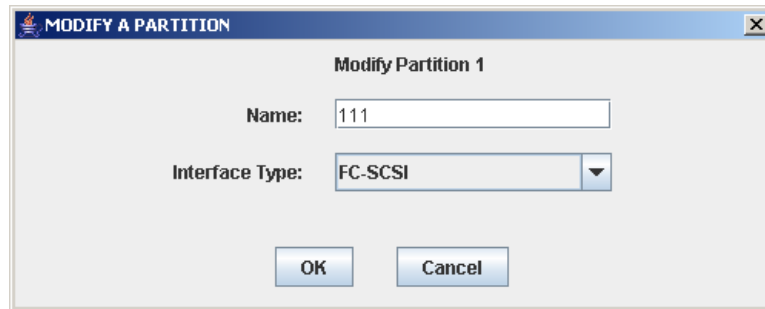 MODIFY A PARTITION
Modify Partition 1
Name: 111
Interface Type: FC-SCSI
OK Cancel